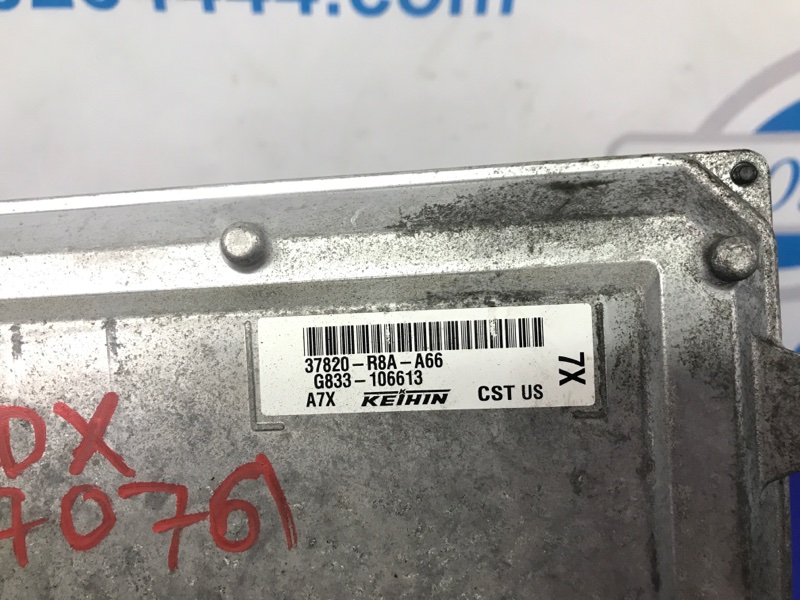 37820-R8A-A66
G833-106613
A7X KEIHIN CST US
7X
DX
7076